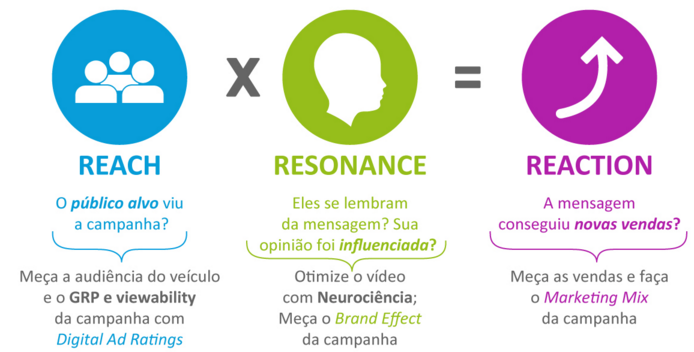 X
=
REACH
O público alvo viu
a campanha?
Meça a audiência do veículo
e o GRP e viewability
da campanha com
Digital Ad Ratings
RESONANCE
Eles se lembram
da mensagem? Sua
opinião foi influenciada?
Otimize o vídeo
com Neurociência;
Meça o Brand Effect
da campanha
REACTION
A mensagem
conseguiu novas vendas?
Meça as vendas e faça
o Marketing Mix
da campanha